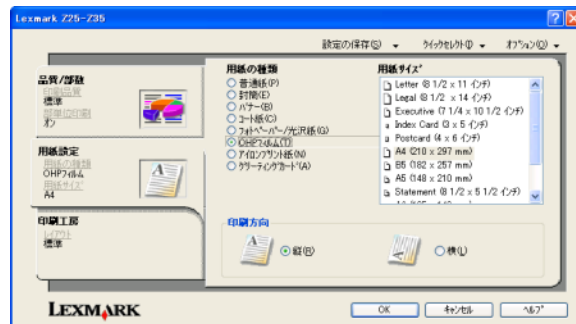 Lexmark Z25-Z35
設定の保存(S) クイックセレクト(I) オプション(O)
品質/部数
印刷品質
標準
部単位印刷
オン
用紙設定
用紙の種類
OHPフィルム
用紙サイズ
A4
印刷工房
レイアウト
標準
用紙の種類
普通紙(P)
封筒(E)
バナー(B)
コート紙(C)
フォトペーパー/光沢紙(G)
OHPフィルム(T)
アイロンプリント紙(N)
グリーティングカード(A)
用紙サイズ
Letter (8 1/2 x 11 インチ)
Legal (8 1/2 x 14 インチ)
Executive (7 1/4 x 10 1/2 インチ)
Index Card (3 x 5 インチ)
Postcard (4 x 6 インチ)
A4 (210 x 297 mm)
B5 (182 x 257 mm)
A5 (148 x 210 mm)
Statement (8 1/2 x 5 1/2 インチ)
印刷方向
縦(R)
横(L)
LEXMARK
OK キャンセル ヘルプ